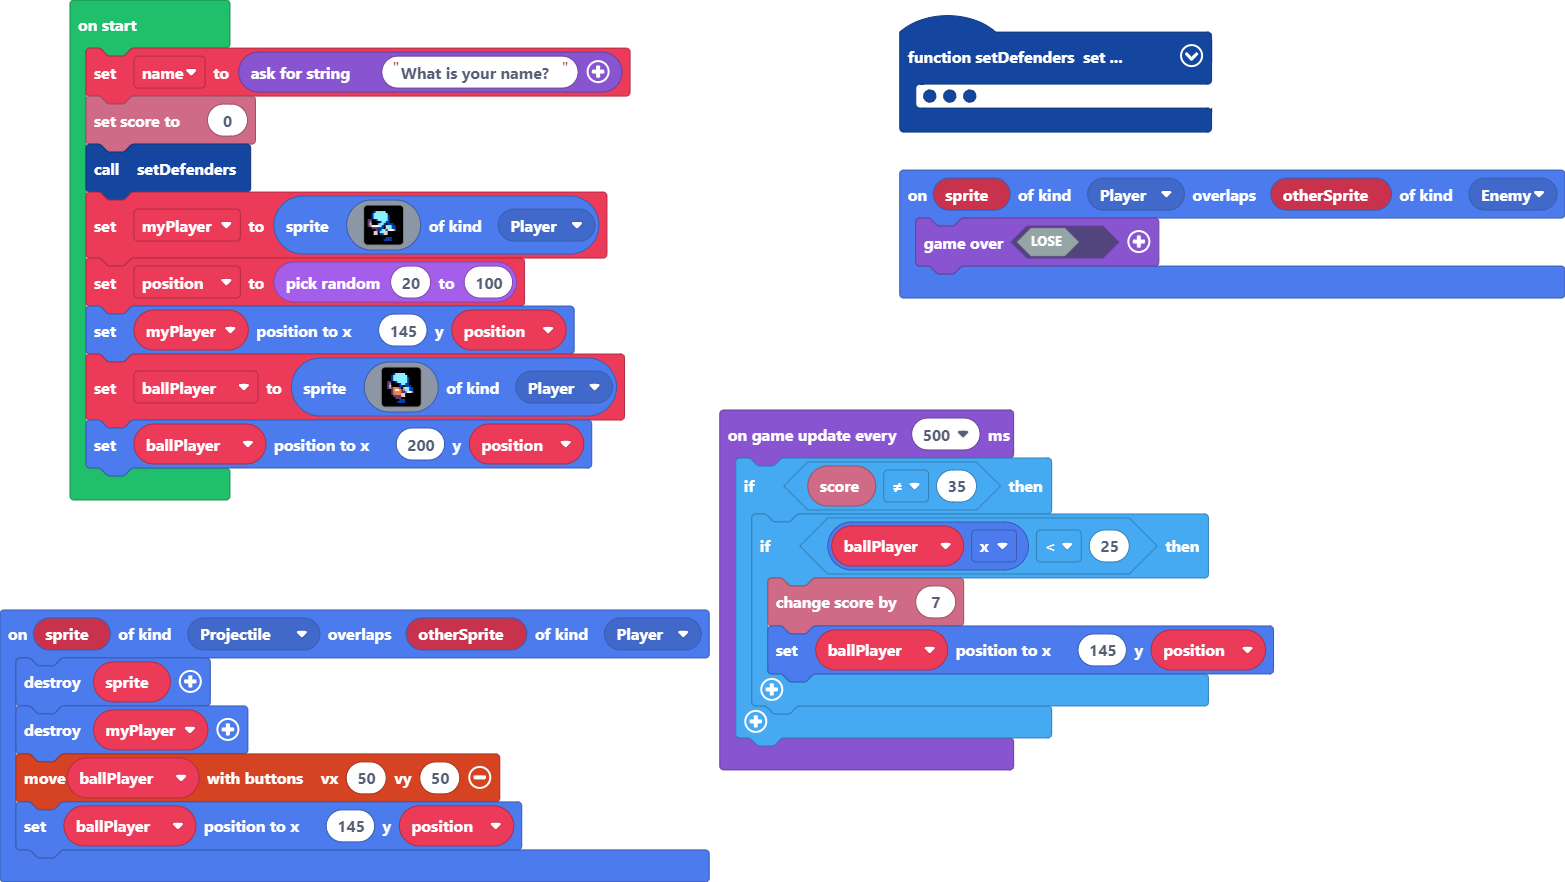 on start
set name to ask for string "What is your name? "
set score to 0
call setDefenders
set myPlayer to sprite of kind Player
set position to pick random 20 to 100
set myPlayer position to x 145 y position
set ballPlayer to sprite of kind Player
set ballPlayer position to x 200 y position
function setDefenders set ...
on sprite of kind Player overlaps otherSprite of kind Enemy
game over LOSE
on game update every 500 ms
if score ≠ 35 then
if ballPlayer x < 25 then
change score by 7
set ballPlayer position to x 145 y position
on sprite of kind Projectile overlaps otherSprite of kind Player
destroy sprite
destroy myPlayer
move ballPlayer with buttons vx 50 vy 50
set ballPlayer position to x 145 y position